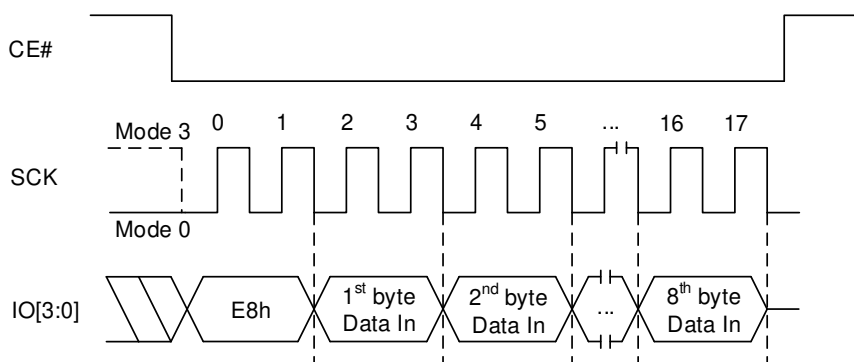 CE#
Mode 3
0 1 2 3 4 5 ... 16 17
SCK
Mode 0
IO[3:0]
E8h
1st byte
Data In
2nd byte
Data In
...
8th byte
Data In